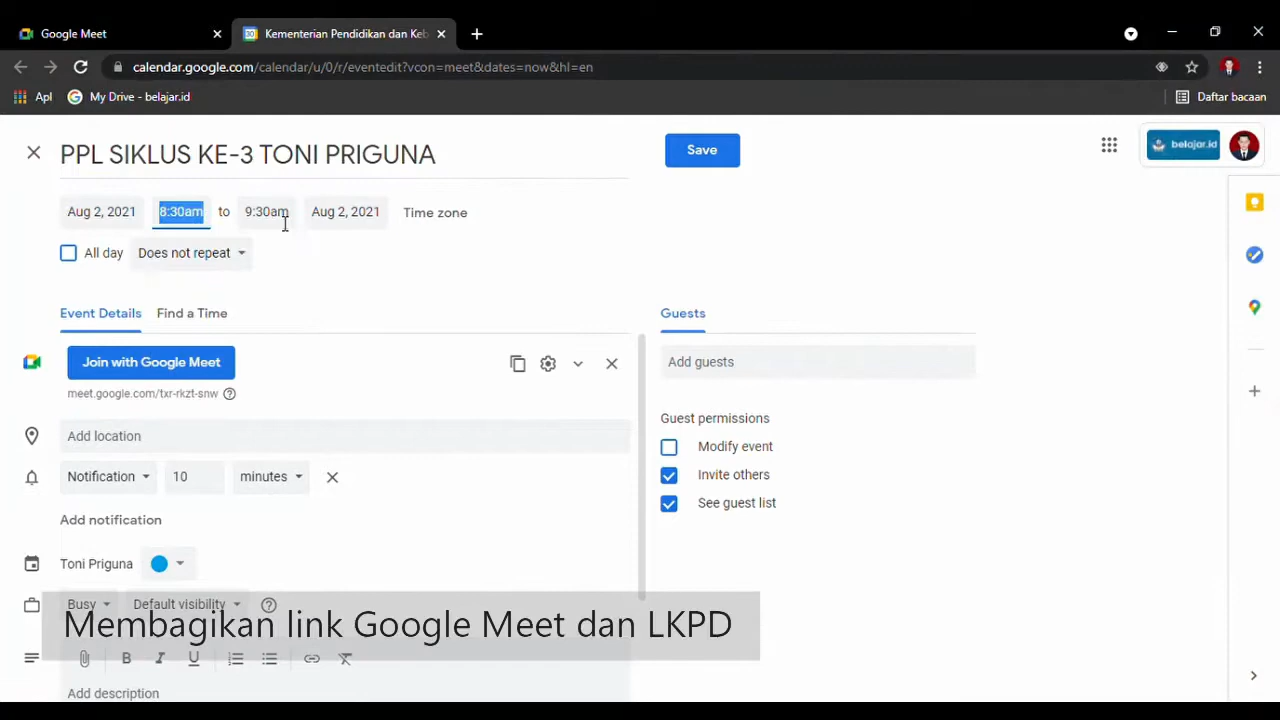 Google Meet
Kementerian Pendidikan dan Keb
calendar.google.com/calendar/u/0/r/eventedit?vcon=meet&dates=now&hl=en
Apl
My Drive - belajar.id
Daftar bacaan
PPL SIKLUS KE-3 TONI PRIGUNA
Save
belajar.id
Aug 2, 2021 8:30am to 9:30am Aug 2, 2021 Time zone
All day Does not repeat
Event Details Find a Time
Guests
Join with Google Meet
Add guests
meet.google.com/txr-rkzt-snw
Guest permissions
Add location
Modify event
Notification 10 minutes
Invite others
See guest list
Add notification
Toni Priguna
Busy Default visibility
Membagikan link Google Meet dan LKPD
B I U
Add description